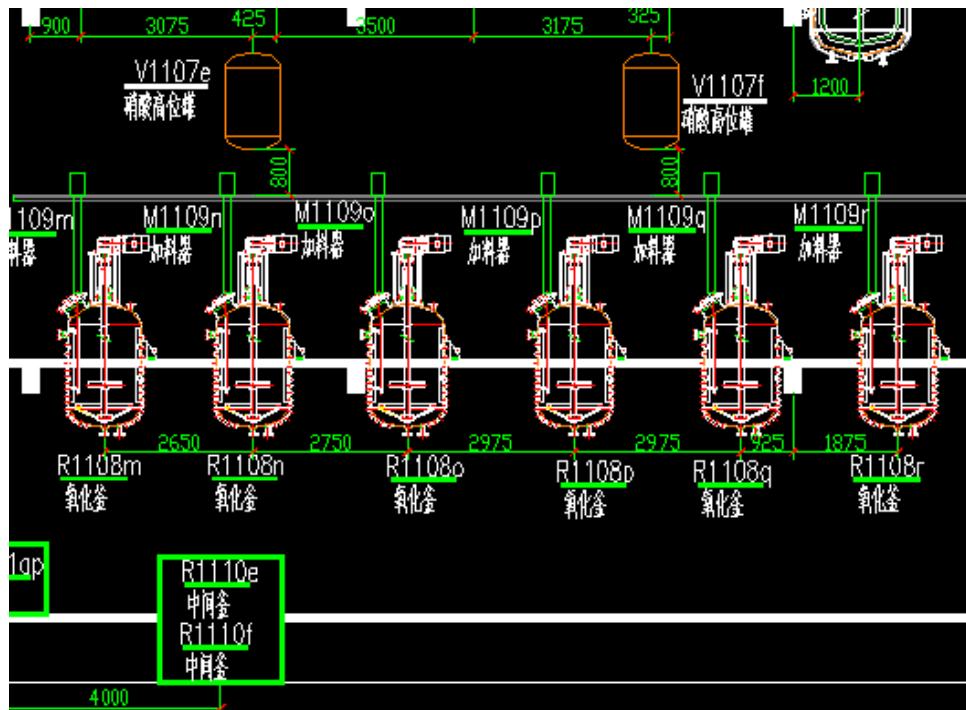 900
3075
425
3500
3175
325
V1107e
硝酸高位罐
V1107f
硝酸高位罐
1200
800
800
1109m
料器
M1109n
加料器
M1109o
加料器
M1109p
加料器
M1109q
加料器
M1109r
加料器
2650
2750
2975
2975
925
1875
R1108m
氧化釜
R1108n
氧化釜
R1108o
氧化釜
R1108p
氧化釜
R1108q
氧化釜
R1108r
氧化釜
1ap
R1110e
中间釜
R1110f
中间釜
4000